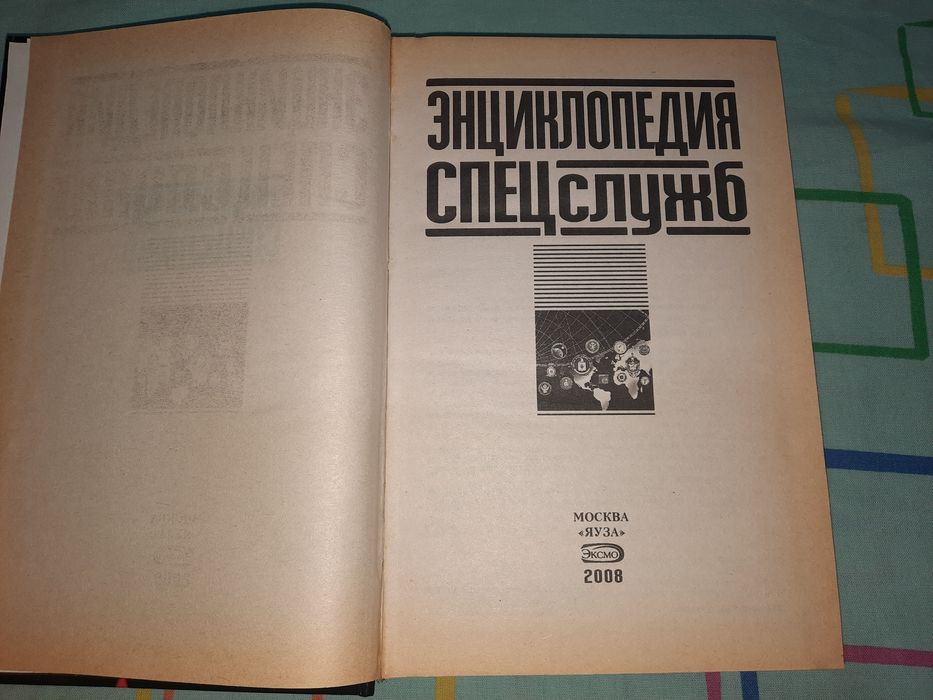 ЭНЦИКЛОПЕДИЯ
СПЕЦслужб
МОСКВА
«ЯУЗА»
ЭКСМО
2008